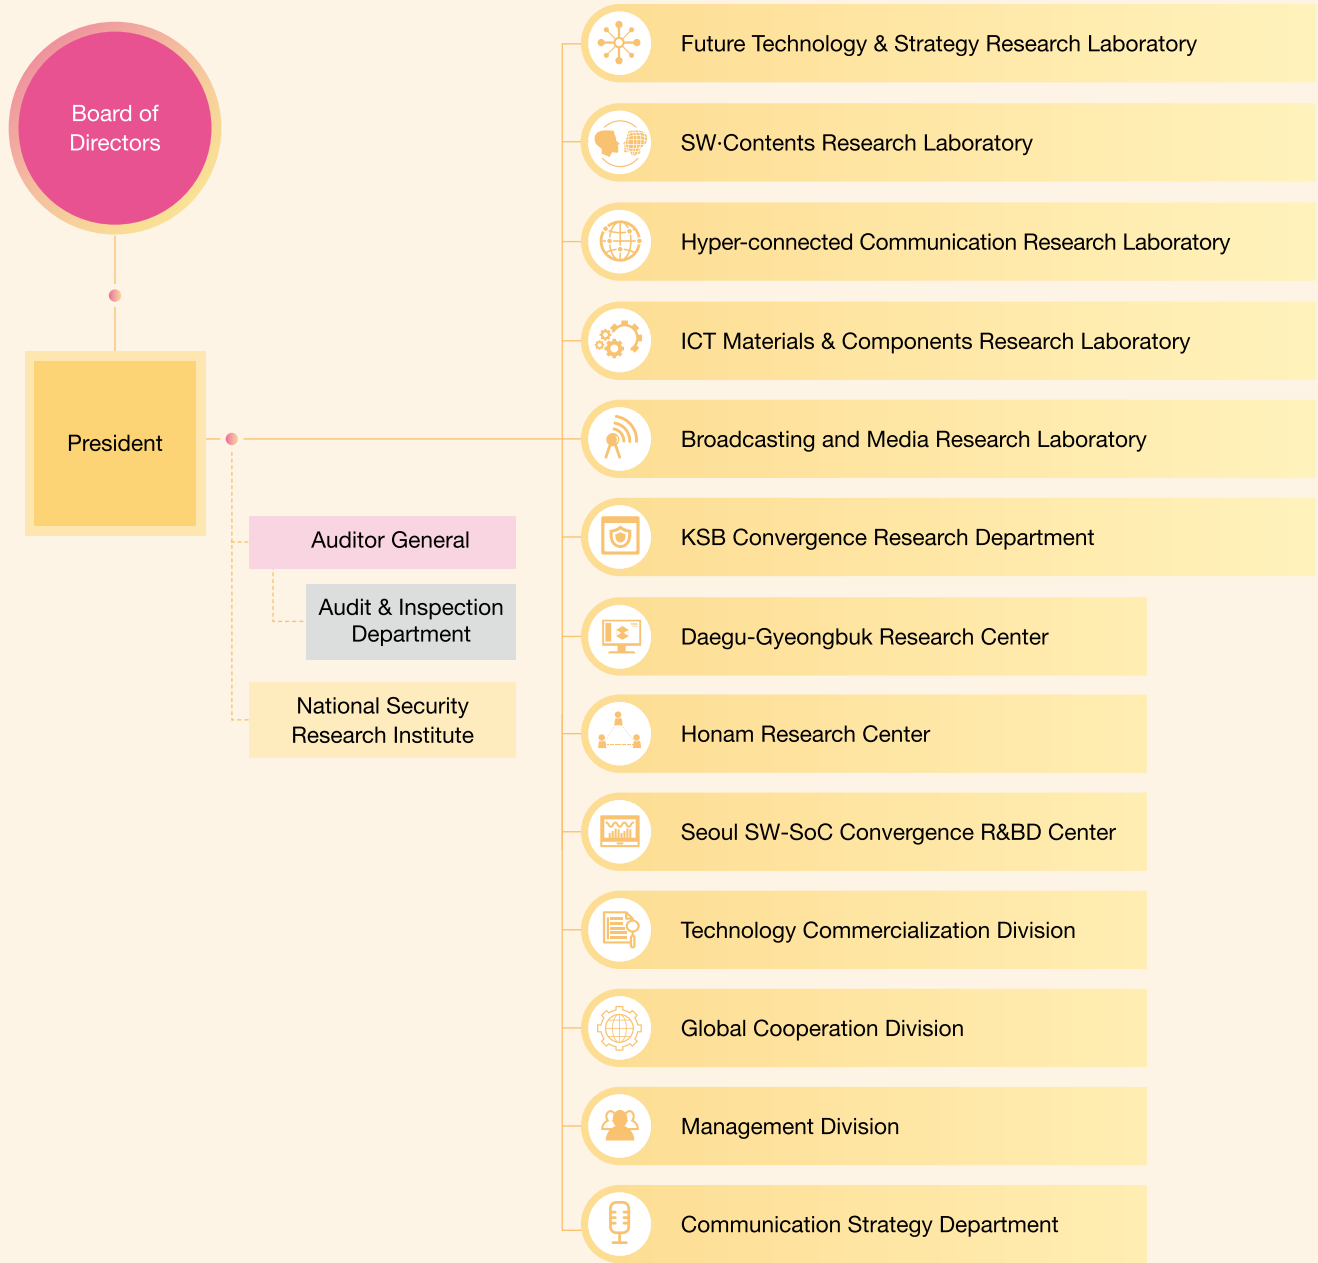 Board of
Directors
President
Auditor General
Audit & Inspection
Department
National Security
Research Institute
Future Technology & Strategy Research Laboratory
SW·Contents Research Laboratory
Hyper-connected Communication Research Laboratory
ICT Materials & Components Research Laboratory
Broadcasting and Media Research Laboratory
KSB Convergence Research Department
Daegu-Gyeongbuk Research Center
Honam Research Center
Seoul SW-SoC Convergence R&BD Center
Technology Commercialization Division
Global Cooperation Division
Management Division
Communication Strategy Department